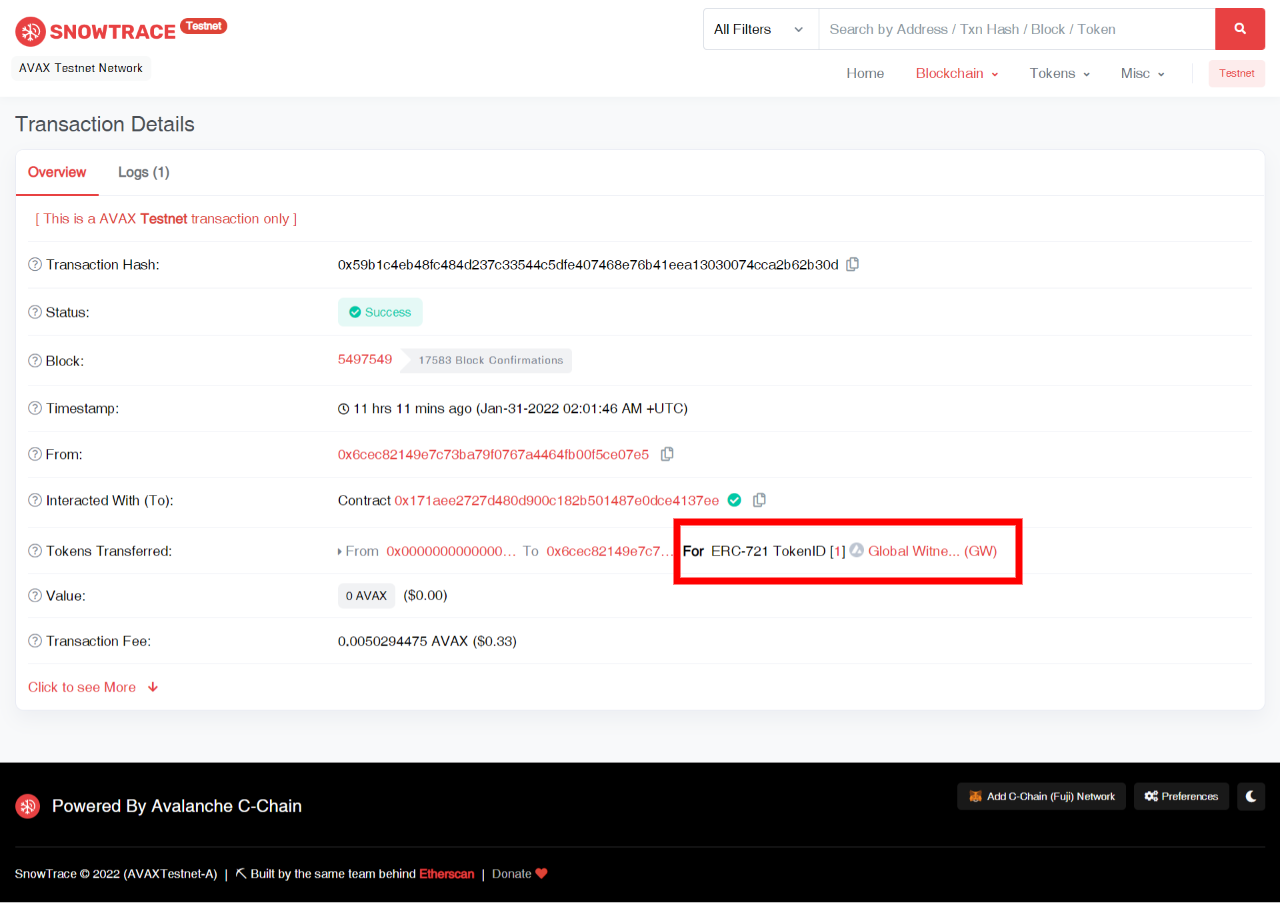 SNOWTRACE Testnet
AVAX Testnet Network
All Filters Search by Address / Txn Hash / Block / Token
Home Blockchain Tokens Misc Testnet
Transaction Details
Overview Logs (1)
[ This is a AVAX Testnet transaction only ]
Transaction Hash: 0x59b1c4eb48fc484d237c33544c5dfe407468e76b41eea13030074cca2b62b30d
Status: Success
Block: 5497549 17583 Block Confirmations
Timestamp: 11 hrs 11 mins ago (Jan-31-2022 02:01:46 AM +UTC)
From: 0x6cec82149e7c73ba79f0767a4464fb00f5ce07e5
Interacted With (To): Contract 0x171aee2727d480d900c182b501487e0dce4137ee
Tokens Transferred: From 0x0000000000000... To 0x6cec82149e7c7... For ERC-721 TokenID [1] Global Witne... (GW)
Value: 0 AVAX ($0.00)
Transaction Fee: 0.0050294475 AVAX ($0.33)
Click to see More
Powered By Avalanche C-Chain
Add C-Chain (Fuji) Network Preferences
SnowTrace © 2022 (AVAXTestnet-A) | Built by the same team behind Etherscan | Donate